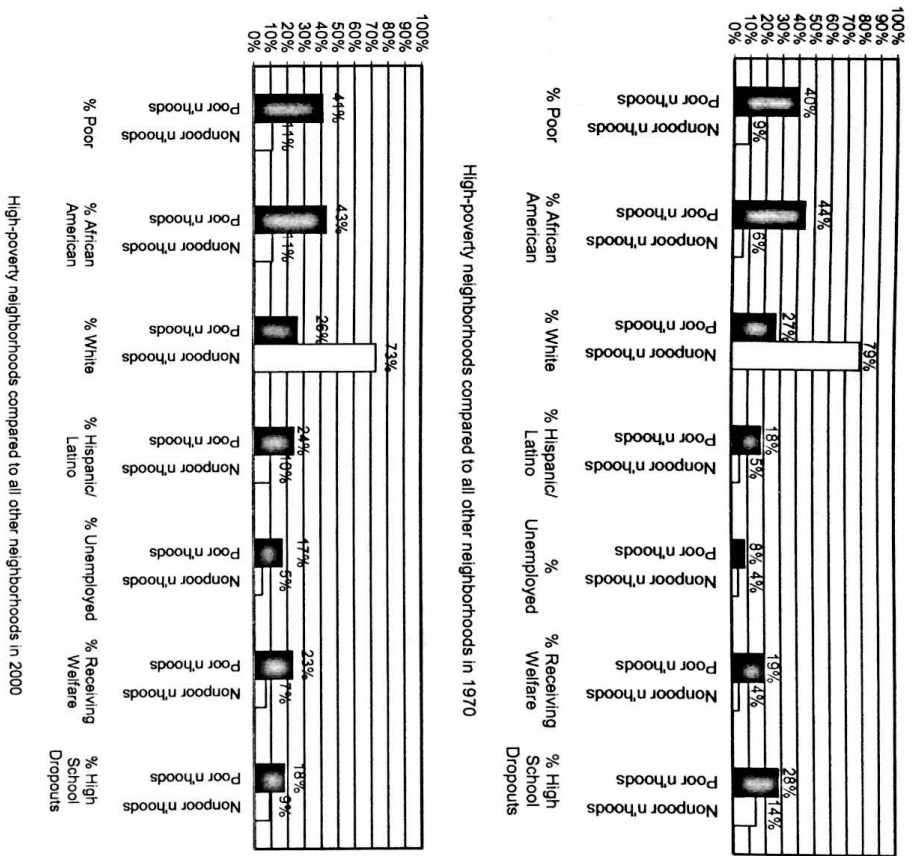 100%
90%
80%
70%
60%
50%
40%
30%
20%
10%
0%
40%
9%
44%
6%
27%
79%
18%
5%
8%
4%
19%
4%
28%
14%
Poor n'hoods
Nonpoor n'hoods
Poor n'hoods
Nonpoor n'hoods
Poor n'hoods
Nonpoor n'hoods
Poor n'hoods
Nonpoor n'hoods
Poor n'hoods
Nonpoor n'hoods
Poor n'hoods
Nonpoor n'hoods
Poor n'hoods
Nonpoor n'hoods
% Poor
% African
American
% White
% Hispanic/
Latino
%
Unemployed
% Receiving
Welfare
% High
School
Dropouts
High-poverty neighborhoods compared to all other neighborhoods in 1970
100%
90%
80%
70%
60%
50%
40%
30%
20%
10%
0%
41%
11%
43%
11%
26%
73%
24%
10%
17%
5%
23%
7%
18%
9%
Poor n'hoods
Nonpoor n'hoods
Poor n'hoods
Nonpoor n'hoods
Poor n'hoods
Nonpoor n'hoods
Poor n'hoods
Nonpoor n'hoods
Poor n'hoods
Nonpoor n'hoods
Poor n'hoods
Nonpoor n'hoods
Poor n'hoods
Nonpoor n'hoods
% Poor
% African
American
% White
% Hispanic/
Latino
% Unemployed
% Receiving
Welfare
% High
School
Dropouts
High-poverty neighborhoods compared to all other neighborhoods in 2000